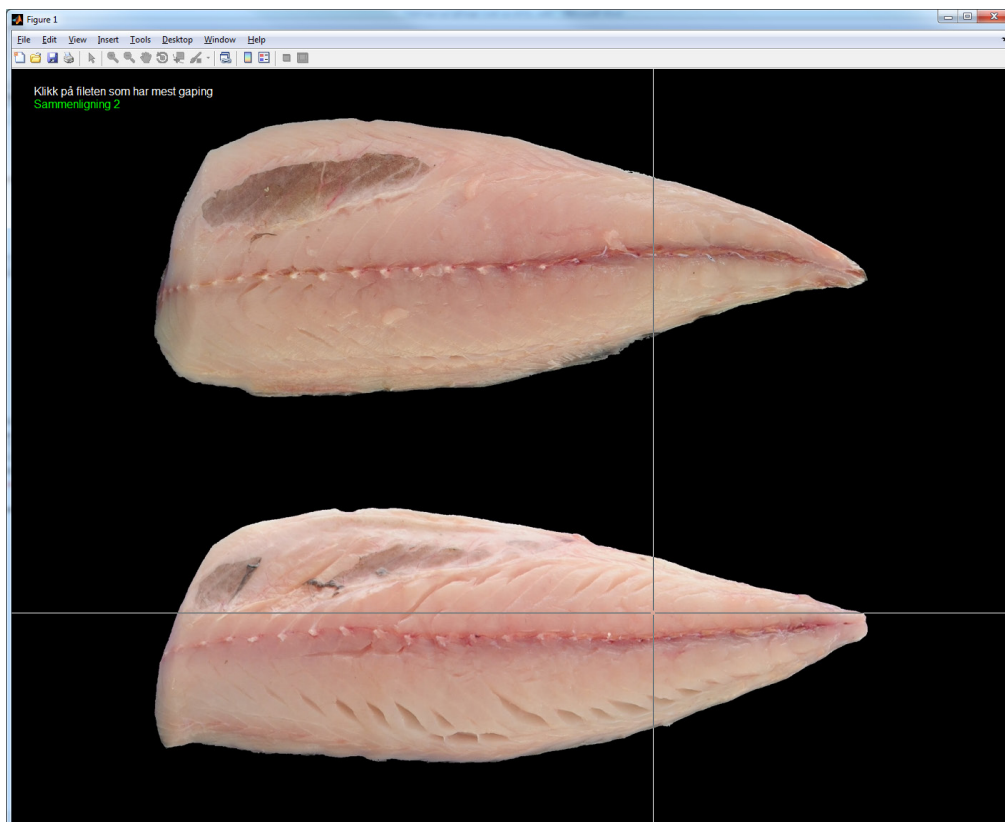 Figure 1
File Edit View Insert Tools Desktop Window Help
Klikk på fileten som har mest gaping
Sammenligning 2